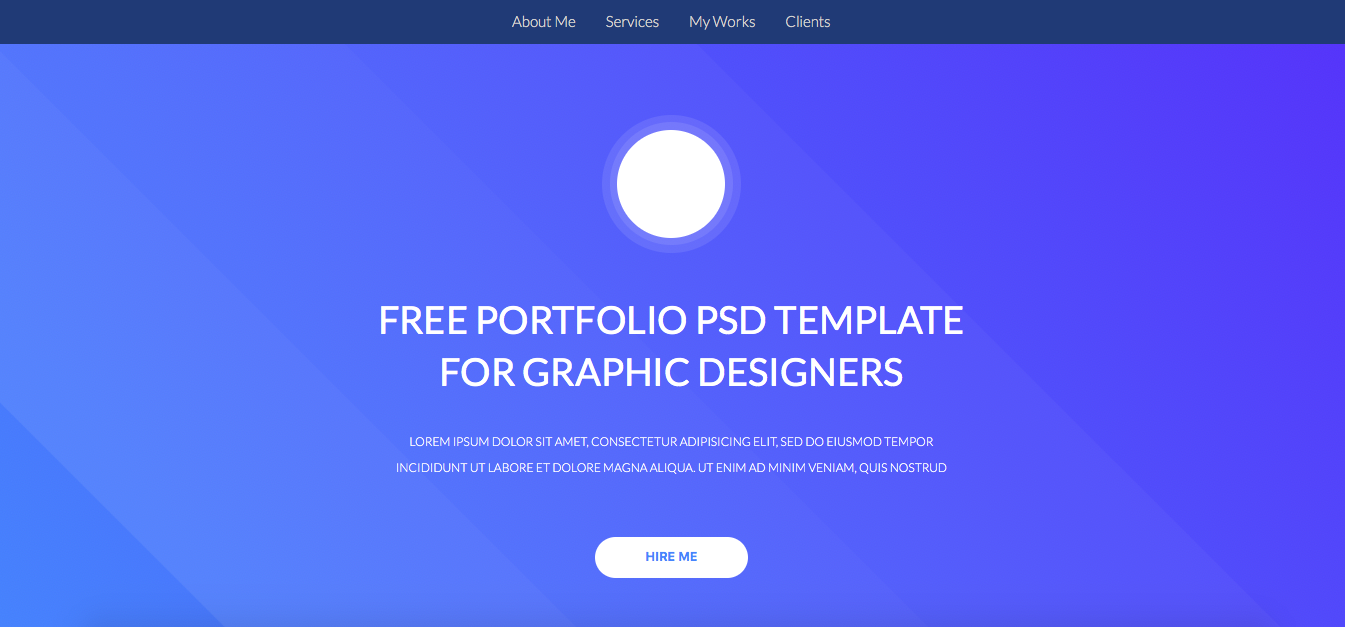 About Me Services My Works Clients
FREE PORTFOLIO PSD TEMPLATE
FOR GRAPHIC DESIGNERS
LOREM IPSUM DOLOR SIT AMET, CONSECTETUR ADIPISICING ELIT, SED DO EIUSMOD TEMPOR
INCIDIDUNT UT LABORE ET DOLORE MAGNA ALIQUA. UT ENIM AD MINIM VENIAM, QUIS NOSTRUD
HIRE ME